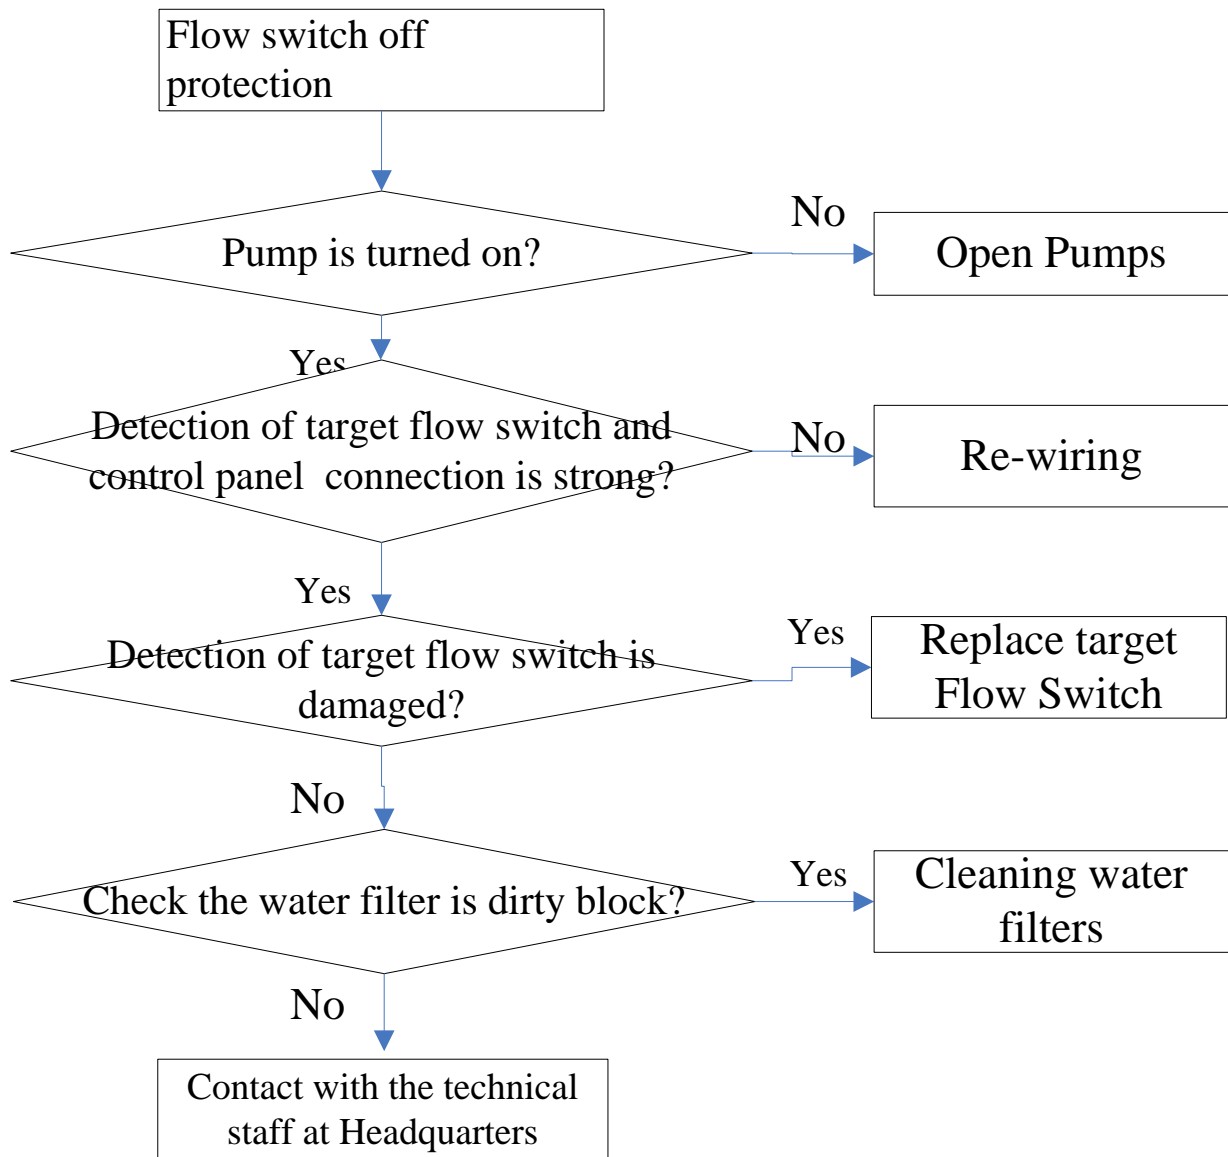 Flow switch off
protection
No
Pump is turned on?
Open Pumps
Yes
Detection of target flow switch and
control panel  connection is strong?
No
Re-wiring
Yes
Detection of target flow switch is
damaged?
Yes
Replace target
Flow Switch
No
Check the water filter is dirty block?
Yes
Cleaning water
filters
No
Contact with the technical
staff at Headquarters